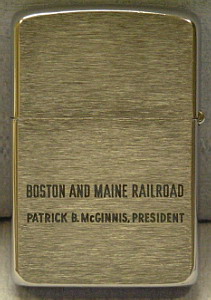 BOSTON AND MAINE RAILROAD
PATRICK B. McGINNIS, PRESIDENT